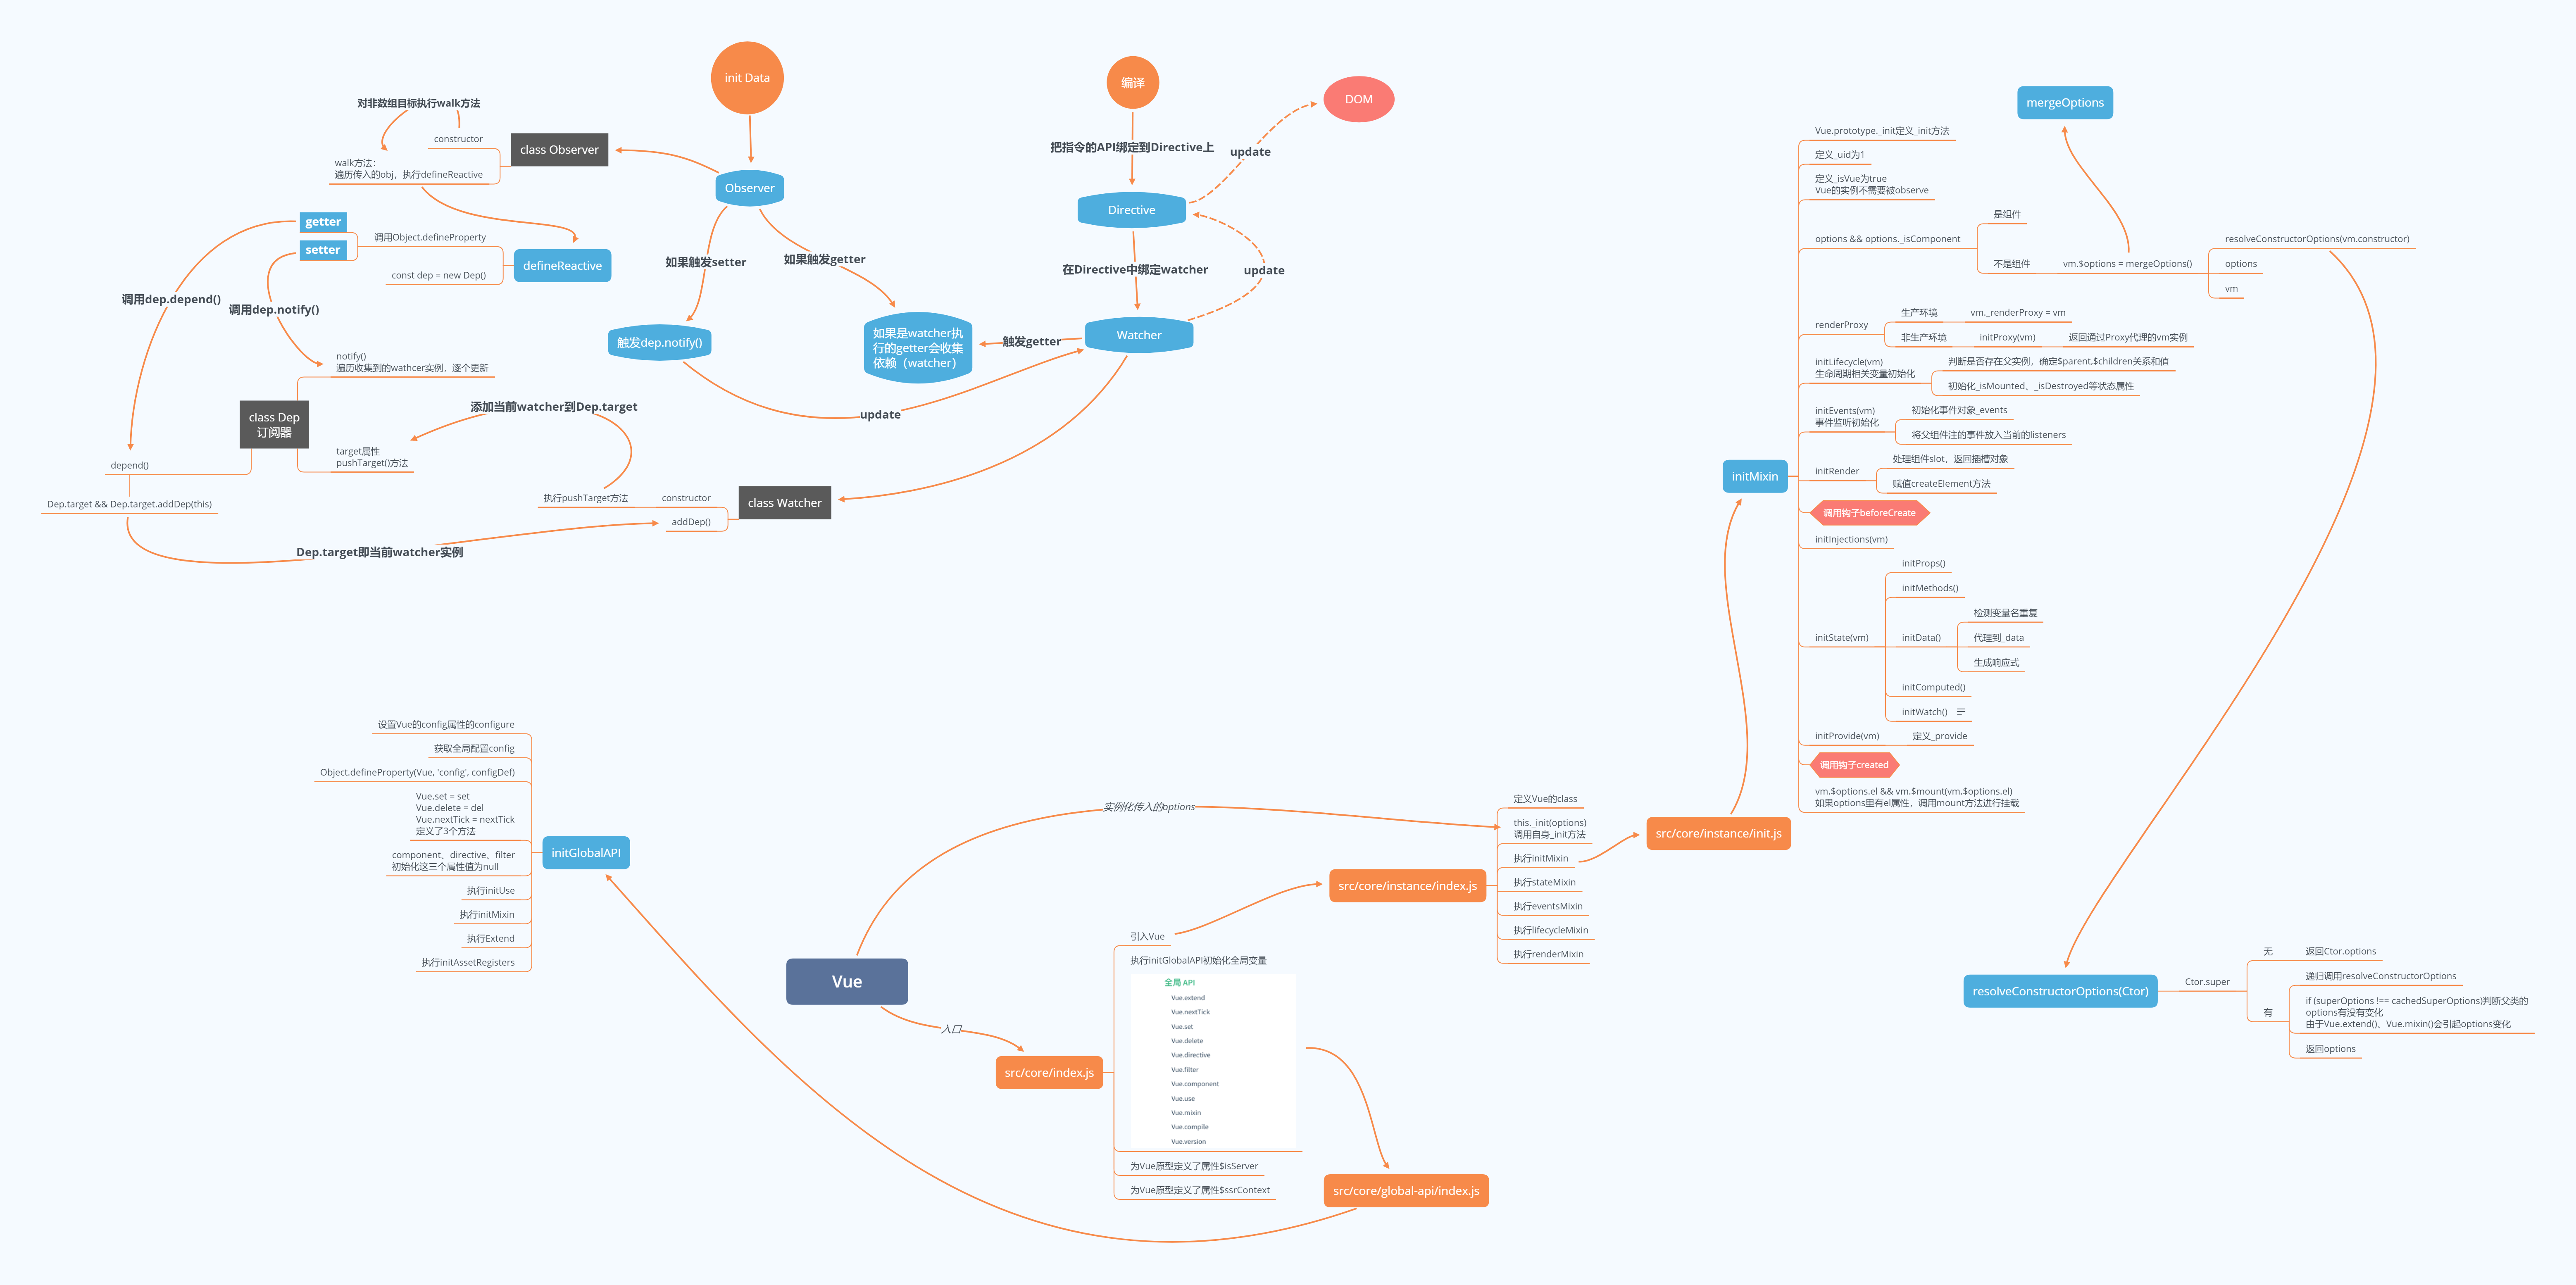 init Data
编译
DOM
mergeOptions
对非数组目标执行walk方法
constructor
class Observer
walk方法：
遍历传入的obj，执行defineReactive
把指令的API绑定到Directive上
update
Observer
Directive
getter
setter
调用Object.defineProperty
const dep = new Dep()
defineReactive
如果触发setter
如果触发getter
在Directive中绑定watcher
update
调用dep.depend()
调用dep.notify()
触发dep.notify()
如果是watcher执
行的getter会收集
依赖（watcher）
触发getter
Watcher
notify()
遍历收集到的wathcer实例，逐个更新
update
添加当前watcher到Dep.target
class Dep
订阅器
target属性
pushTarget()方法
depend()
Dep.target && Dep.target.addDep(this)
执行pushTarget方法
constructor
addDep()
class Watcher
Dep.target即当前watcher实例
initMixin
Vue.prototype._init定义_init方法
定义_uid为1
定义_isVue为true
Vue的实例不需要被observe
options && options._isComponent
是组件
不是组件
vm.$options = mergeOptions()
resolveConstructorOptions(vm.constructor)
options
vm
renderProxy
生产环境
vm._renderProxy = vm
非生产环境
initProxy(vm)
返回通过Proxy代理的vm实例
initLifecycle(vm)
生命周期相关变量初始化
判断是否存在父实例，确定$parent,$children关系和值
初始化_isMounted、_isDestroyed等状态属性
initEvents(vm)
事件监听初始化
初始化事件对象_events
将父组件注的事件放入当前的listeners
initRender
处理组件slot，返回插槽对象
赋值createElement方法
调用钩子beforeCreate
initInjections(vm)
initState(vm)
initProps()
initMethods()
initData()
检测变量名重复
代理到_data
生成响应式
initComputed()
initWatch()
initProvide(vm)
定义_provide
调用钩子created
vm.$options.el && vm.$mount(vm.$options.el)
如果options里有el属性，调用mount方法进行挂载
设置Vue的config属性的configure
获取全局配置config
Object.defineProperty(Vue, 'config', configDef)
Vue.set = set
Vue.delete = del
Vue.nextTick = nextTick
定义了3个方法
component、directive、filter
初始化这三个属性值为null
执行initUse
执行initMixin
执行Extend
执行initAssetRegisters
initGlobalAPI
实例化传入的options
Vue
入口
src/core/index.js
引入Vue
执行initGlobalAPI初始化全局变量
全局 API
Vue.extend
Vue.nextTick
Vue.set
Vue.delete
Vue.directive
Vue.filter
Vue.component
Vue.use
Vue.mixin
Vue.compile
Vue.version
为Vue原型定义了属性$isServer
为Vue原型定义了属性$ssrContext
src/core/global-api/index.js
src/core/instance/index.js
定义Vue的class
this._init(options)
调用自身_init方法
执行initMixin
执行stateMixin
执行eventsMixin
执行lifecycleMixin
执行renderMixin
src/core/instance/init.js
resolveConstructorOptions(Ctor)
Ctor.super
无
返回Ctor.options
有
递归调用resolveConstructorOptions
if (superOptions !== cachedSuperOptions)判断父类的
options有没有变化
由于Vue.extend()、Vue.mixin()会引起options变化
返回options